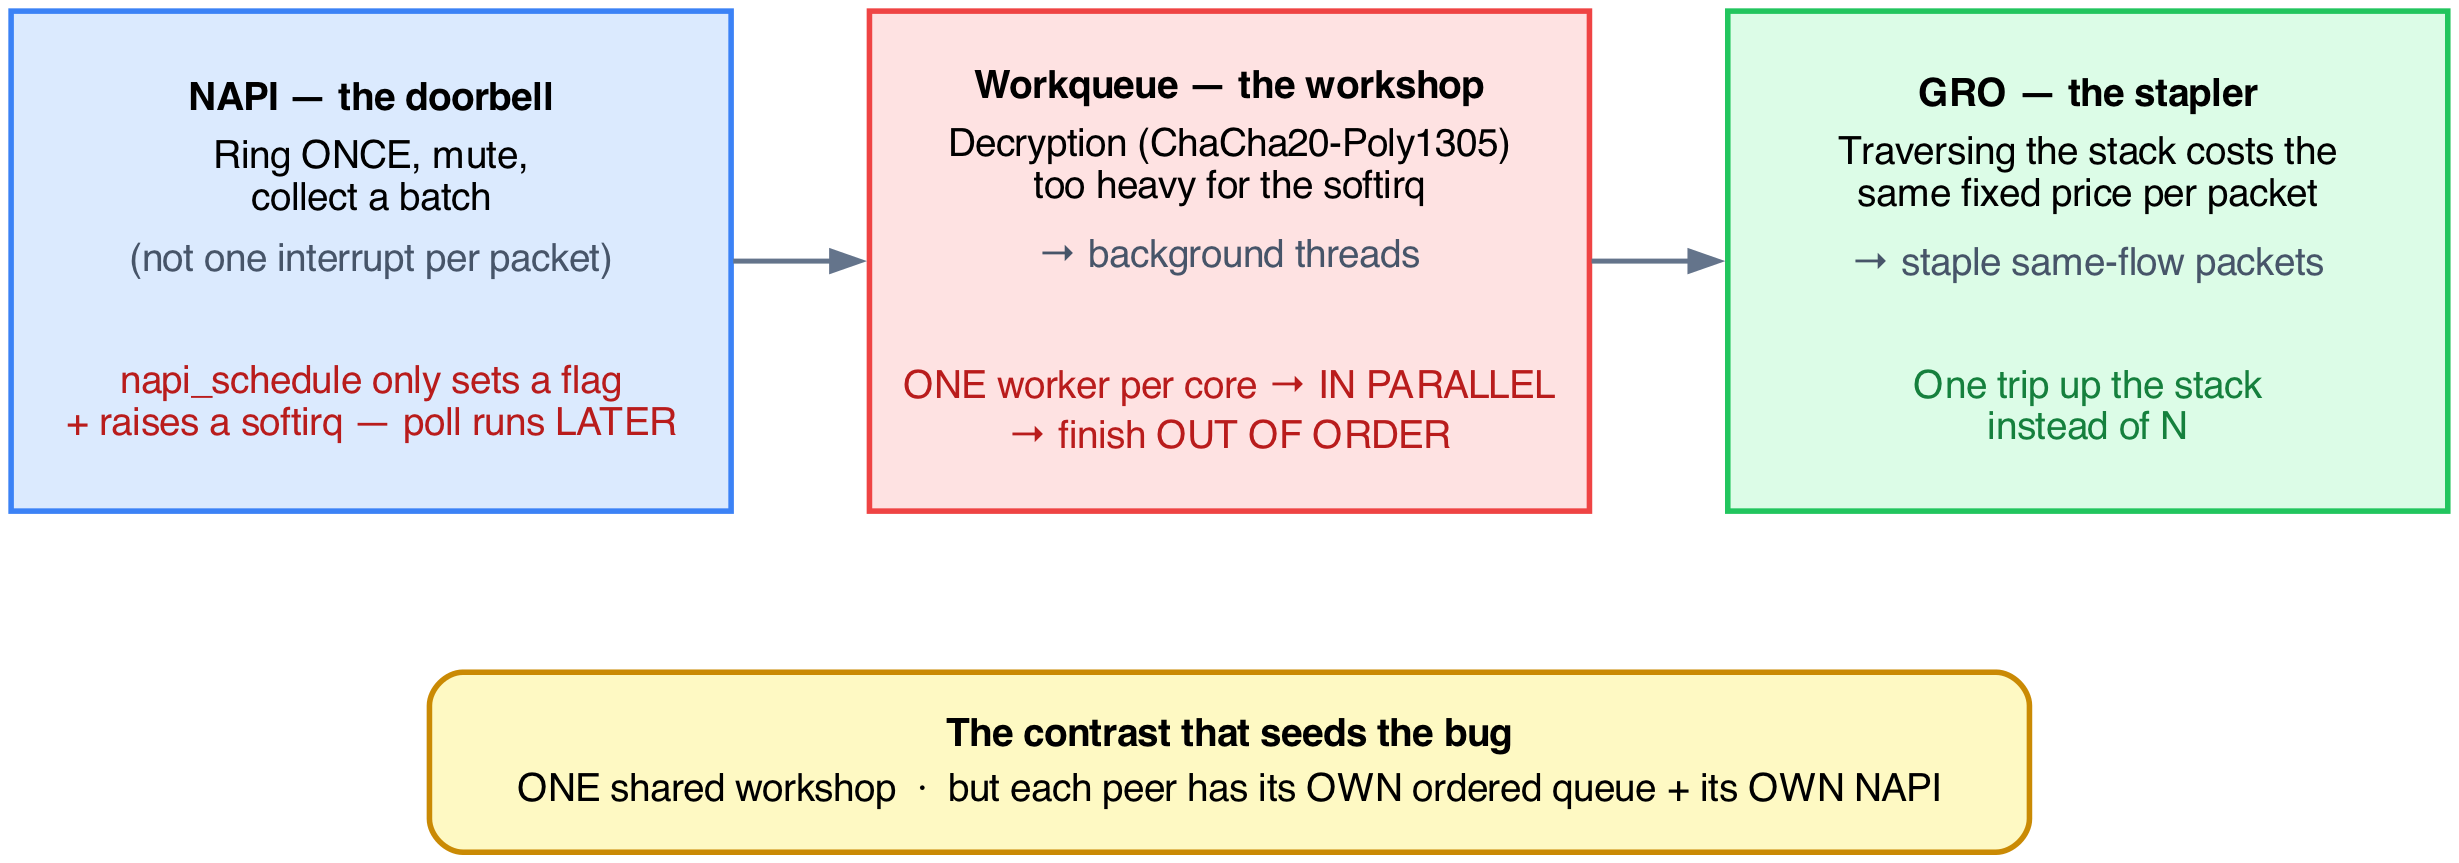 NAPI — the doorbell
Ring ONCE, mute,
collect a batch
(not one interrupt per packet)
napi_schedule only sets a flag
+ raises a softirq — poll runs LATER
Workqueue — the workshop
Decryption (ChaCha20-Poly1305)
too heavy for the softirq
→ background threads
ONE worker per core → IN PARALLEL
→ finish OUT OF ORDER
GRO — the stapler
Traversing the stack costs the
same fixed price per packet
→ staple same-flow packets
One trip up the stack
instead of N
The contrast that seeds the bug
ONE shared workshop · but each peer has its OWN ordered queue + its OWN NAPI